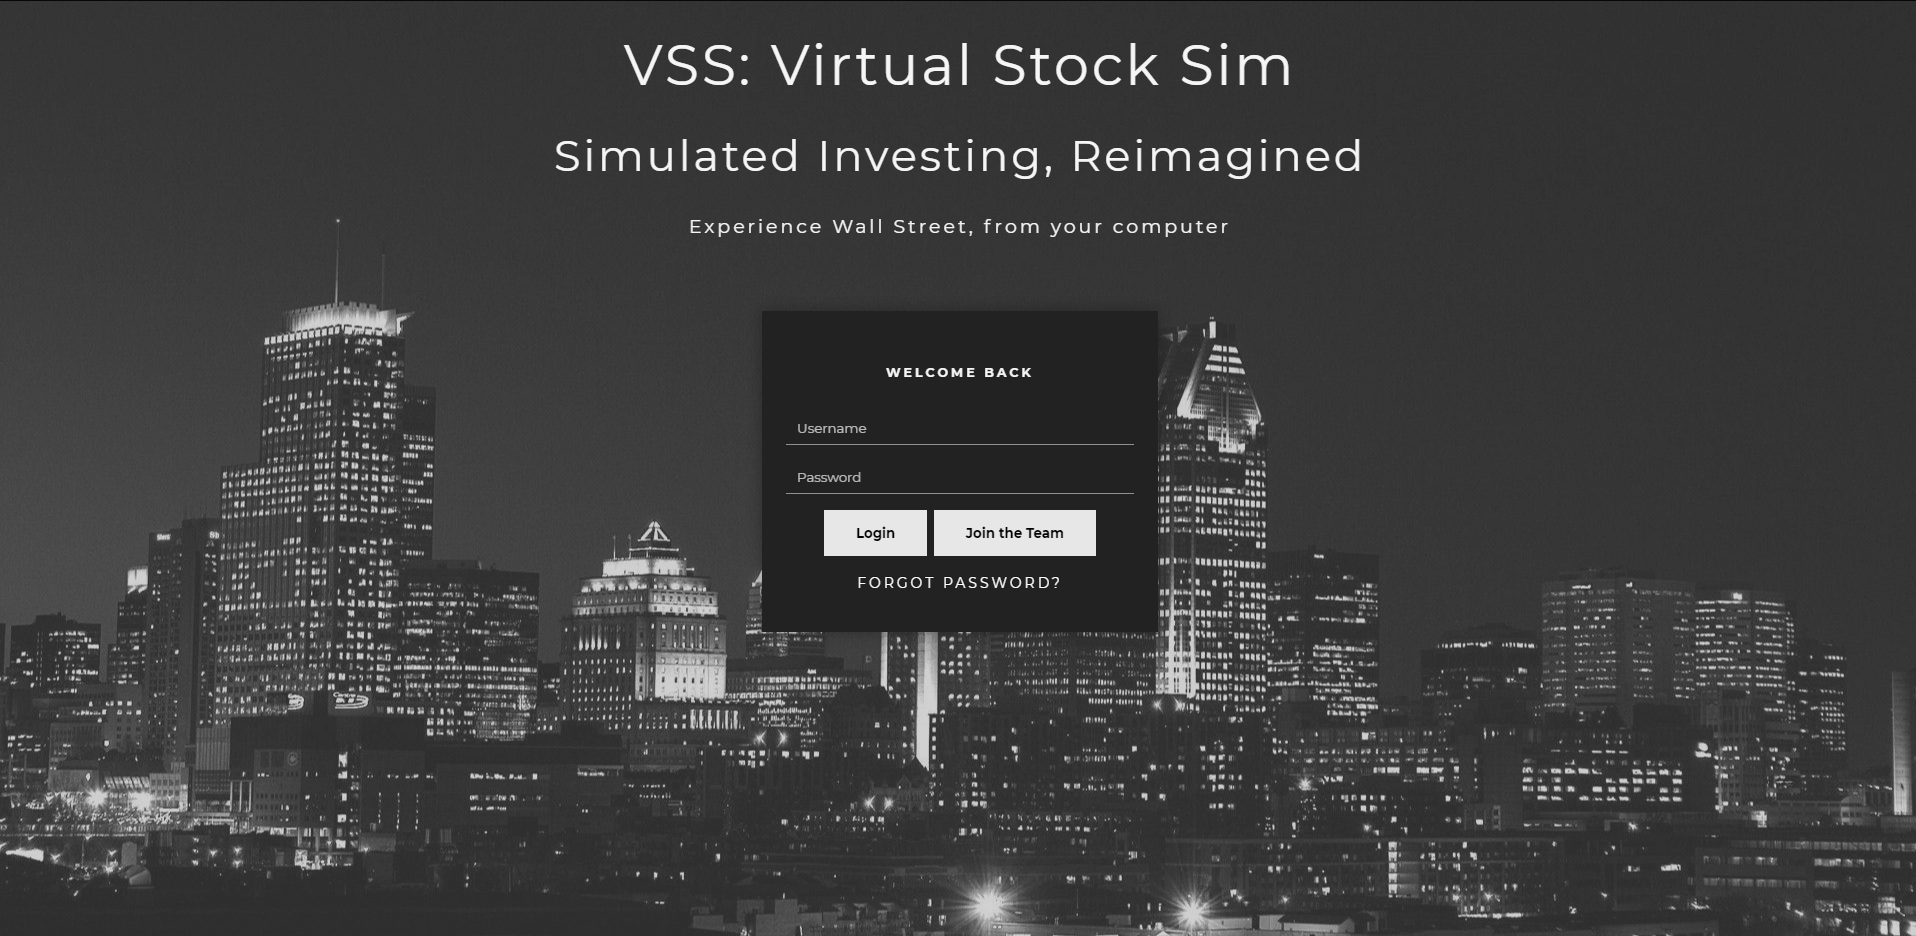 VSS: Virtual Stock Sim
Simulated Investing, Reimagined
Experience Wall Street, from your computer
WELCOME BACK
Username
Password
Login
Join the Team
FORGOT PASSWORD?